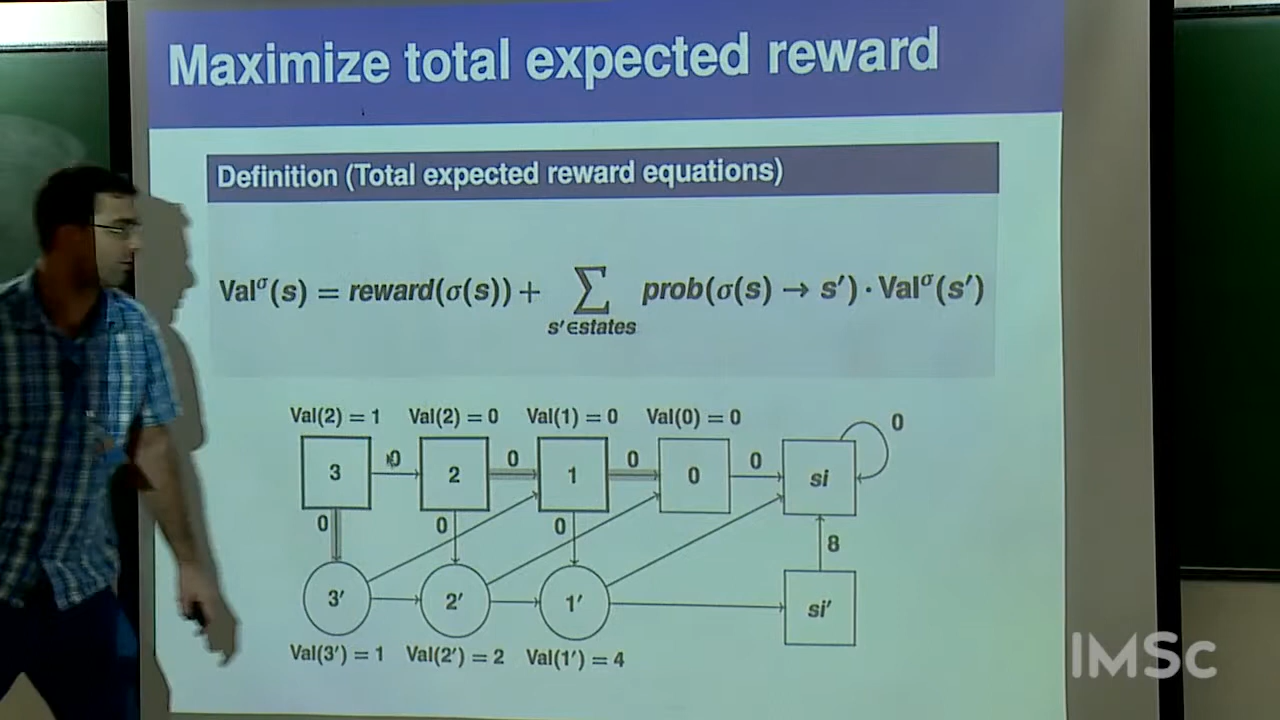 Maximize total expected reward
Definition (Total expected reward equations)
Valσ(s) = reward(σ(s)) + ∑ prob(σ(s) → s′) · Valσ(s′)
s′∈states
Val(2) = 1 Val(2) = 0 Val(1) = 0 Val(0) = 0
0
3 0 2 0 1 0 0 0 si
0 0 0
8
3′ 2′ 1′ si′
Val(3′) = 1 Val(2′) = 2 Val(1′) = 4
IMSc